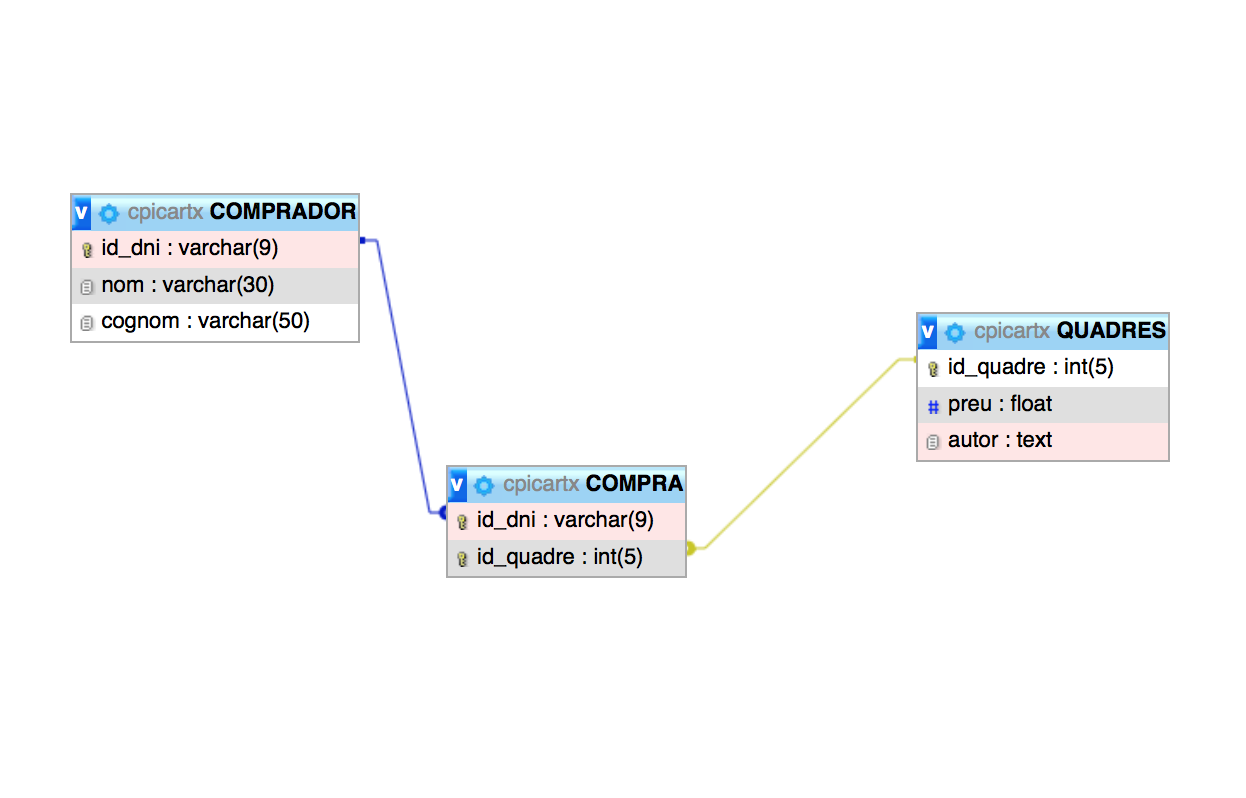 v cpicartx COMPRADOR
id_dni : varchar(9)
nom : varchar(30)
cognom : varchar(50)
v cpicartx QUADRES
id_quadre : int(5)
# preu : float
autor : text
v cpicartx COMPRA
id_dni : varchar(9)
id_quadre : int(5)